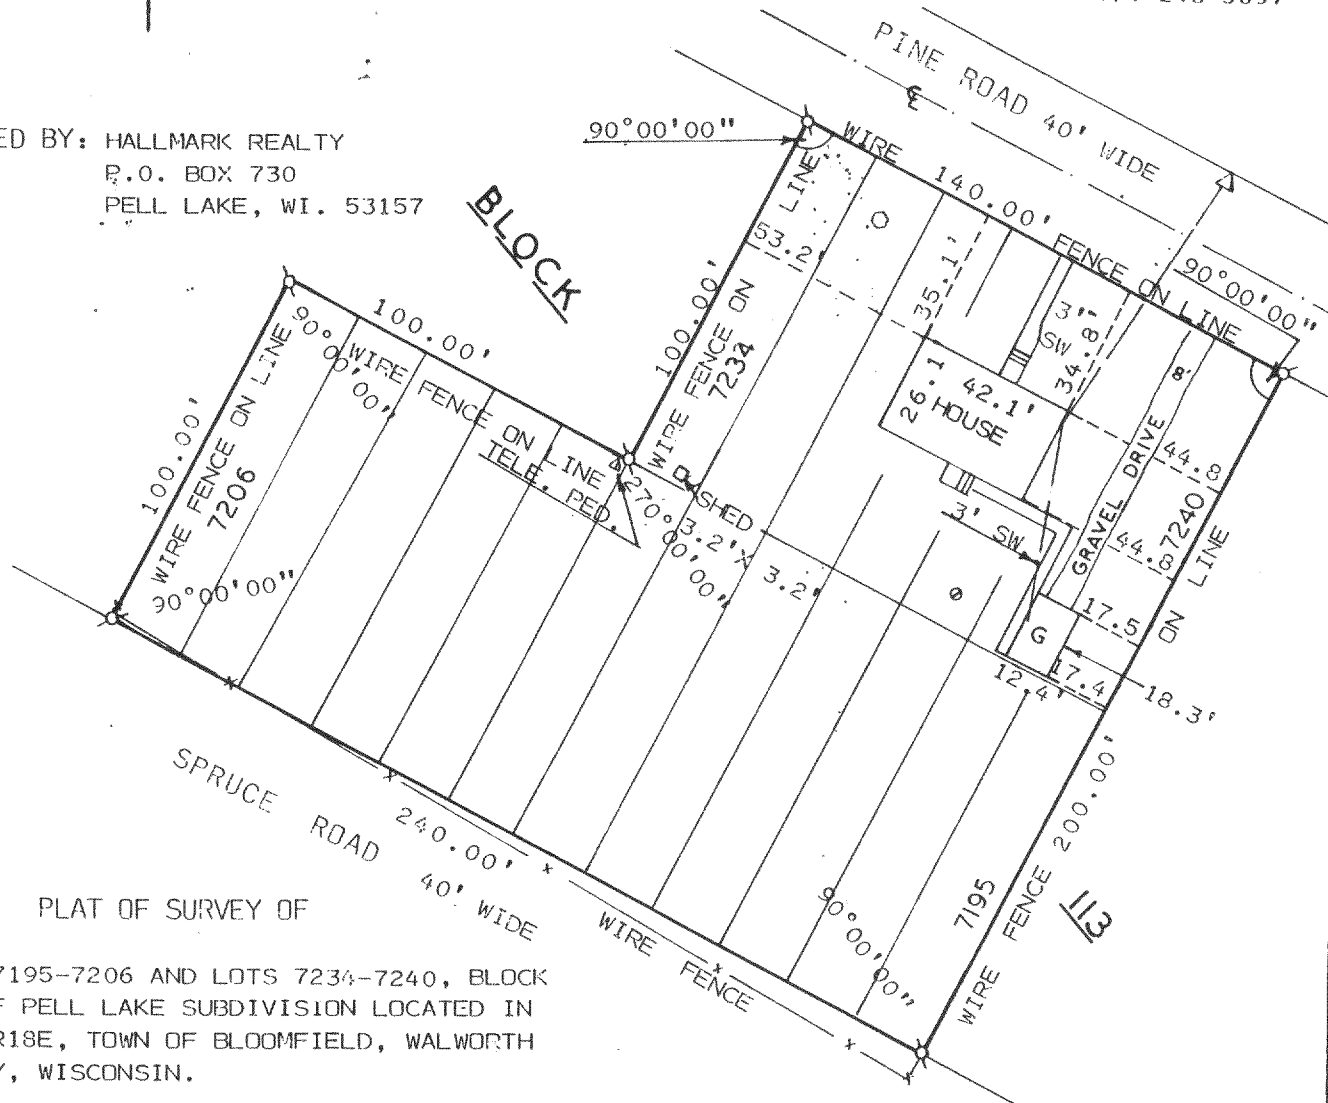 ED BY: HALLMARK REALTY
P.O. BOX 730
PELL LAKE, WI. 53157
BLOCK
PINE ROAD 40' WIDE
90°00'00"
WIRE
140.00'
FENCE ON LINE
90°00'00"
100.00'
WIRE FENCE ON LINE
7234
53.2'
35.1'
3'
SW
34.8'
8'
26.1
42.1'
HOUSE
GRAVEL DRIVE
44.8
44.8
7240
17.5
ON LINE
G
17.4
12.4'
18.3'
3' SW
100.00'
90°00'00"
WIRE FENCE ON LINE
TELE. PED.
270°00'00"
SHED
3.2' X 3.2'
100.00'
WIRE FENCE ON LINE
7206
90°00'00"
SPRUCE ROAD
40' WIDE
240.00'
WIRE FENCE
90°00'00"
7195
WIRE FENCE 200.00'
113
PLAT OF SURVEY OF
7195-7206 AND LOTS 7234-7240, BLOCK
F PELL LAKE SUBDIVISION LOCATED IN
R18E, TOWN OF BLOOMFIELD, WALWORTH
Y, WISCONSIN.